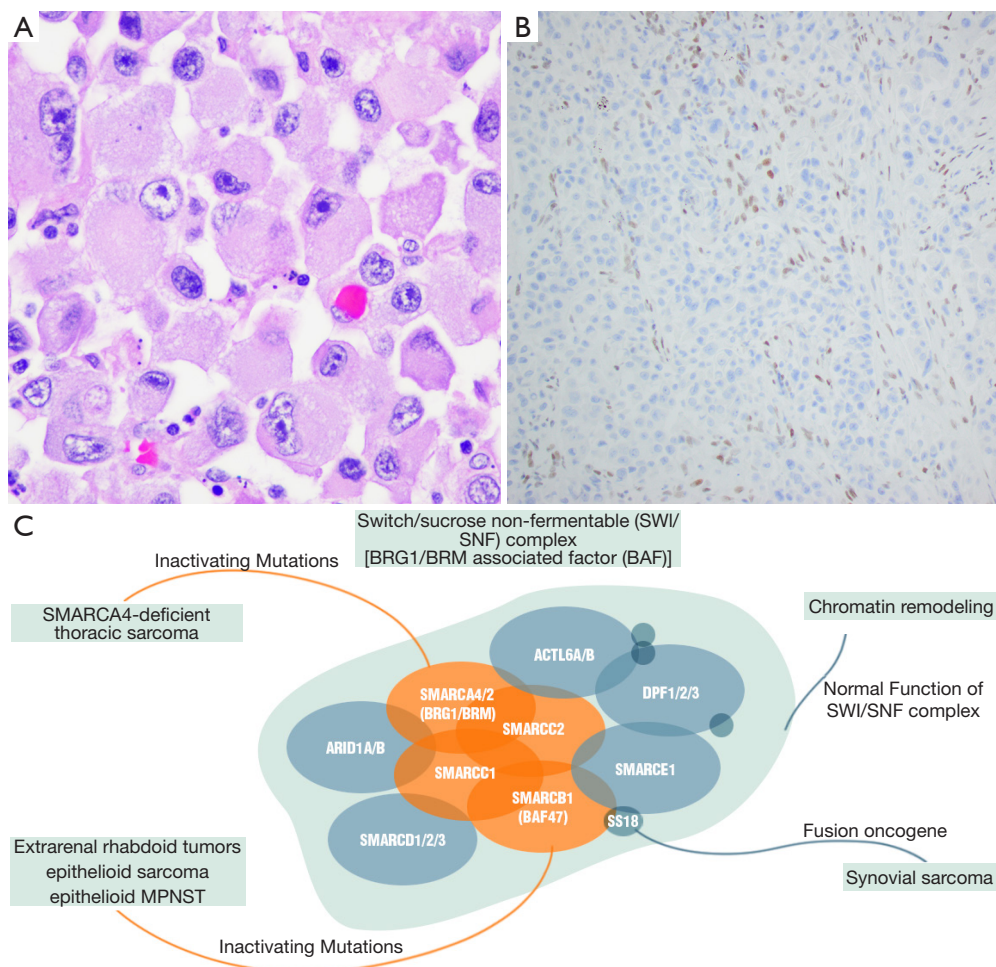 A
B
C
Switch/sucrose non-fermentable (SWI/
SNF) complex
[BRG1/BRM associated factor (BAF)]
Inactivating Mutations
SMARCA4-deficient
thoracic sarcoma
Chromatin remodeling
ACTL6A/B
SMARCA4/2
(BRG1/BRM)
DPF1/2/3
Normal Function of
SWI/SNF complex
SMARCC2
ARID1A/B
SMARCC1
SMARCE1
SMARCB1
(BAF47)
SS18
SMARCD1/2/3
Fusion oncogene
Extrarenal rhabdoid tumors
epithelioid sarcoma
epithelioid MPNST
Synovial sarcoma
Inactivating Mutations